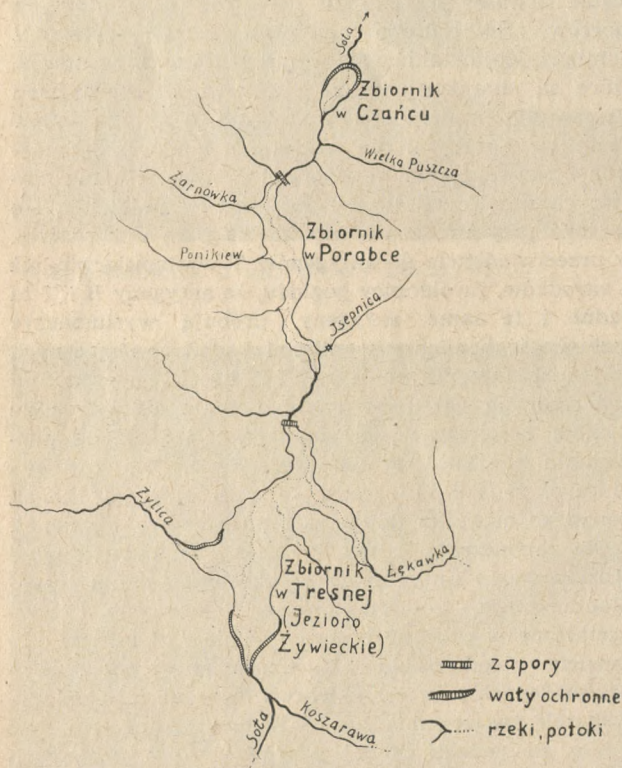 Soła
Zbiornik
w Czańcu
Wielka Puszcza
Żarnówka
Zbiornik
w Porąbce
Ponikiew
Isepnica
Żylica
Łękawka
Zbiornik
w Tresnej
(Jezioro
Żywieckie)
zapory
wały ochronne
rzeki, potoki
Koszarawa
Soła